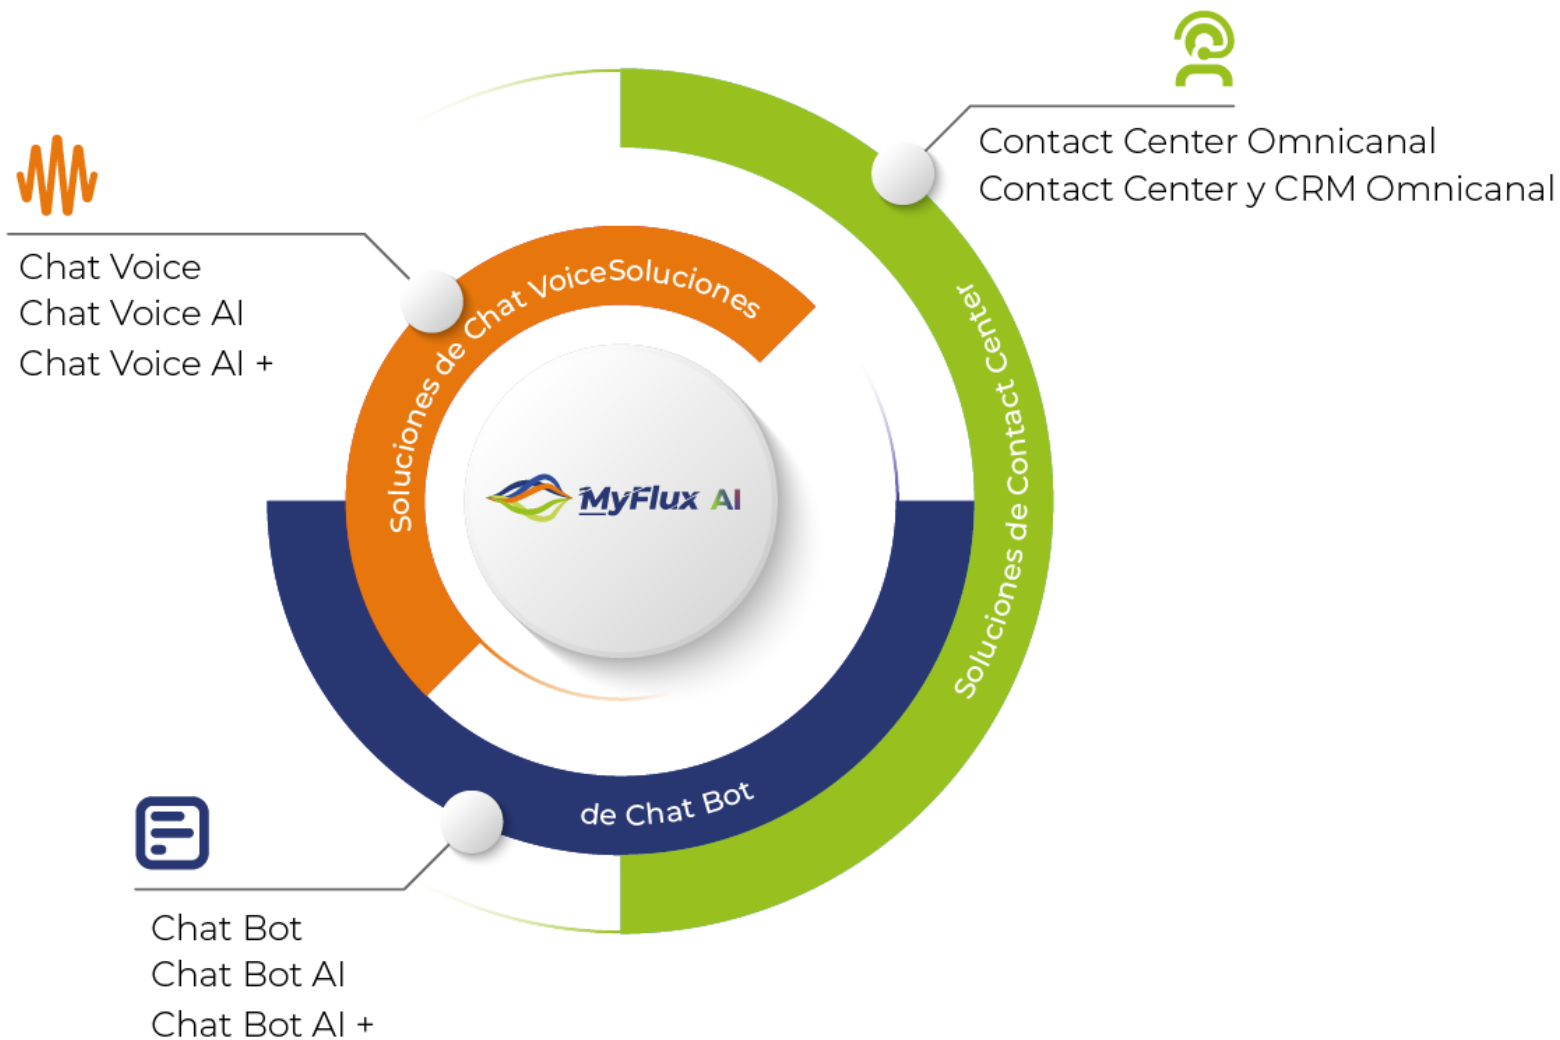 Contact Center Omnicanal
Contact Center y CRM Omnicanal
Chat Voice
Chat Voice AI
Chat Voice AI +
Soluciones de Chat VoiceSoluciones
Soluciones de Contact Center
MyFlux AI
de Chat Bot
Chat Bot
Chat Bot AI
Chat Bot AI +